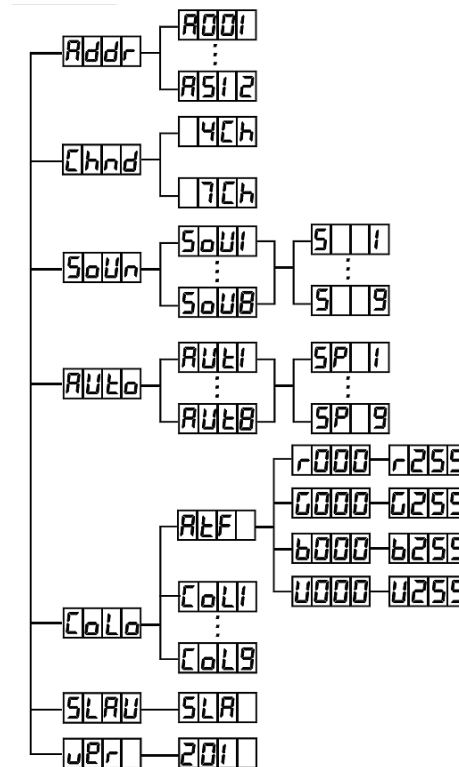 A001
Addr
A512
4Ch
Chnd
7Ch
SoU1
S 1
SoUn
SoU8
S 9
AUt1
SP 1
AUto
AUt8
SP 9
r000 r255
AtF G000 G255
b000 b255
U000 U255
CoL1
CoLo
CoL9
SLAU SLA
ver 201